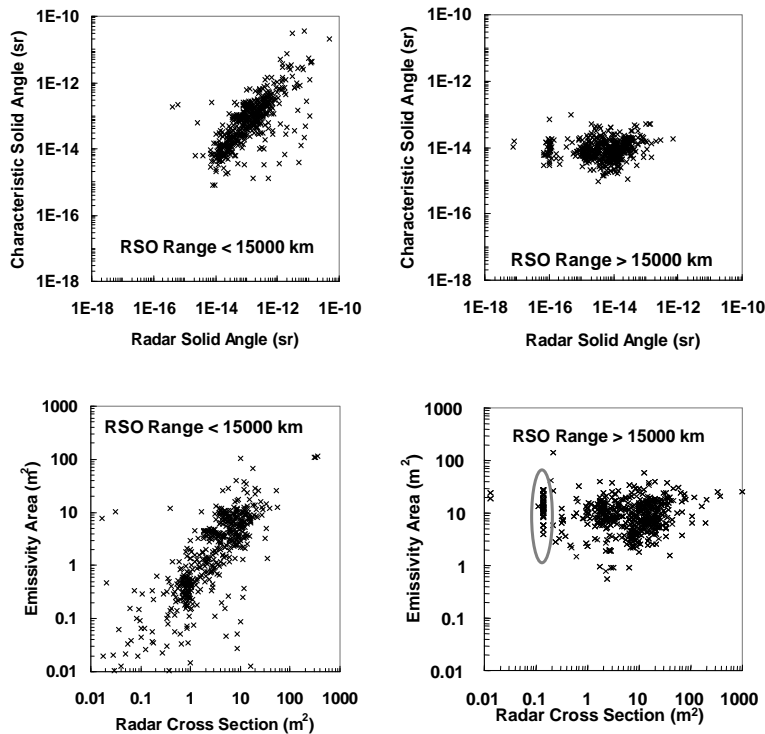 1E-10
1E-12
1E-14
1E-16
1E-18
Characteristic Solid Angle (sr)
RSO Range < 15000 km
1E-18 1E-16 1E-14 1E-12 1E-10
Radar Solid Angle (sr)
1E-10
1E-12
1E-14
1E-16
1E-18
Characteristic Solid Angle (sr)
RSO Range > 15000 km
1E-18 1E-16 1E-14 1E-12 1E-10
Radar Solid Angle (sr)
1000
100
10
1
0.1
0.01
Emissivity Area (m²)
RSO Range < 15000 km
0.01 0.1 1 10 100 1000
Radar Cross Section (m²)
1000
100
10
1
0.1
0.01
Emissivity Area (m²)
RSO Range > 15000 km
0.01 0.1 1 10 100 1000
Radar Cross Section (m²)